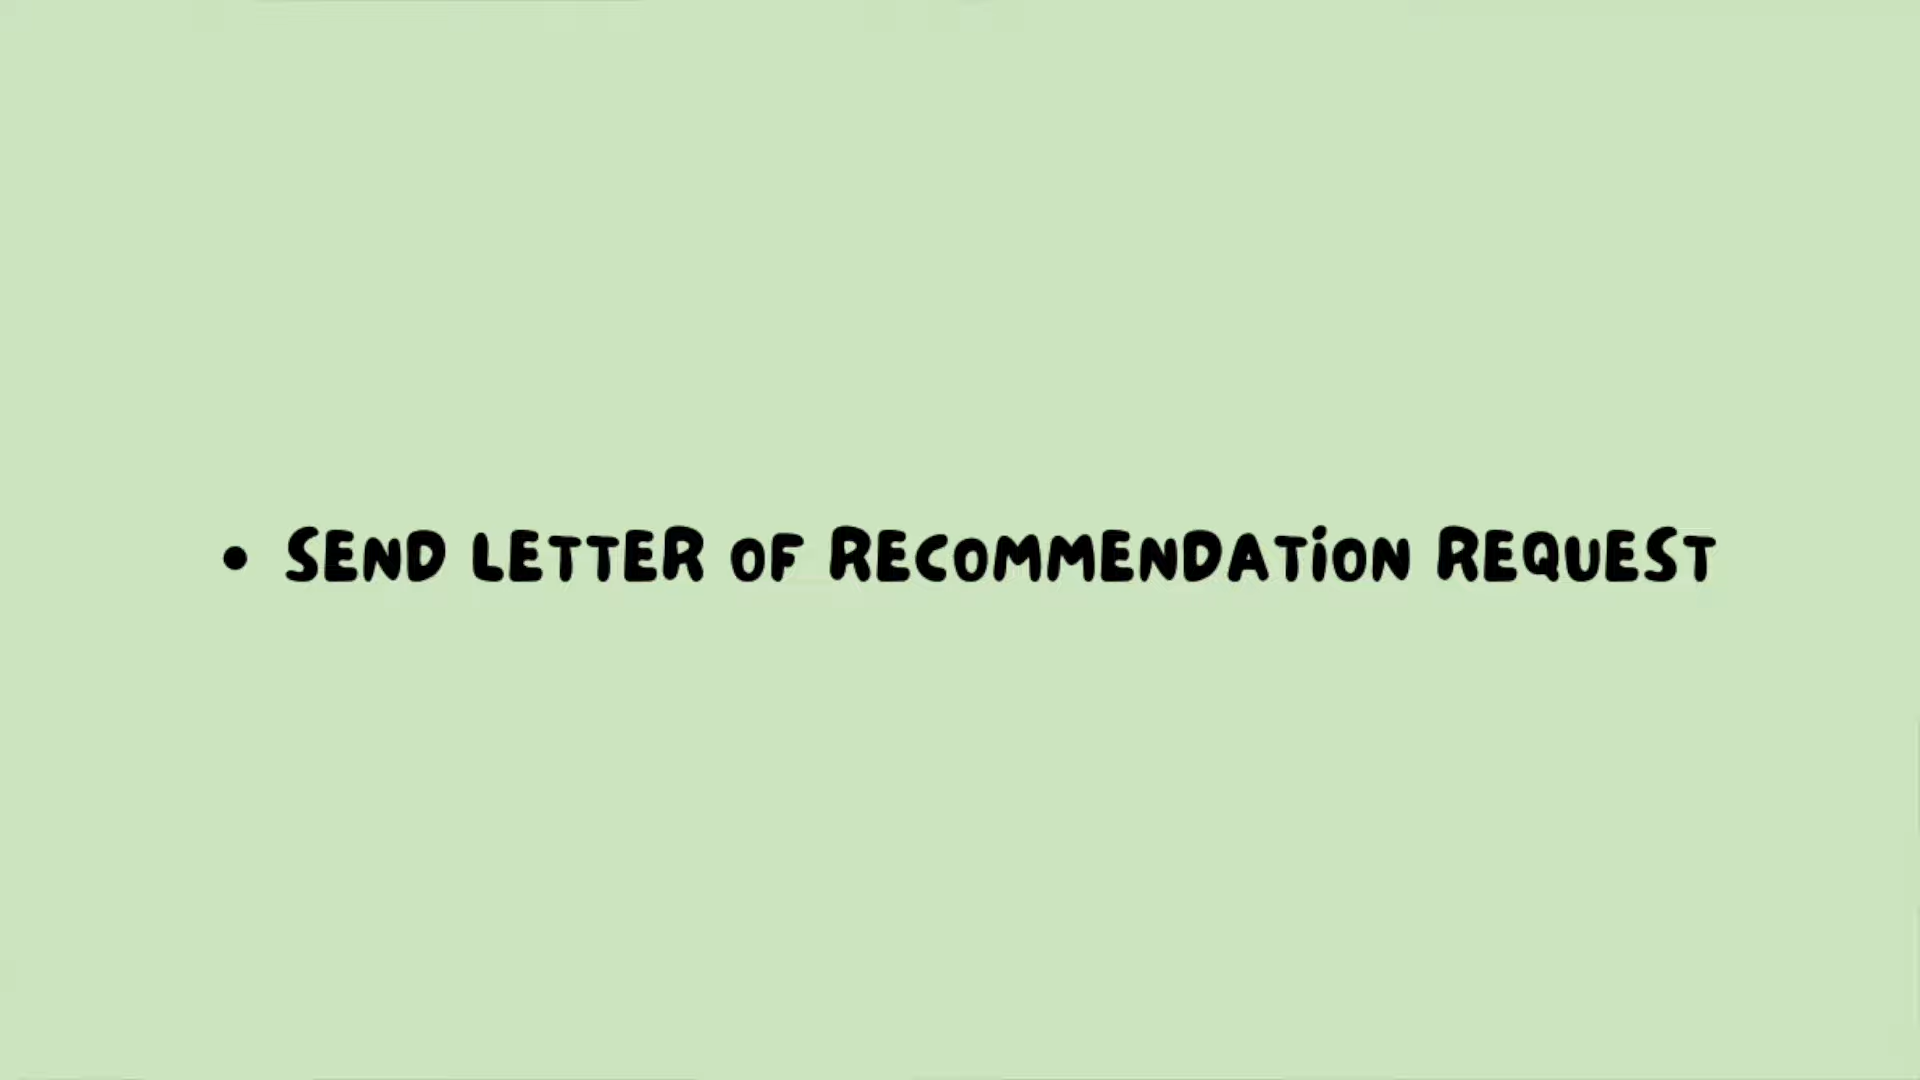 • SEND LETTER OF RECOMMENDATION REQUEST